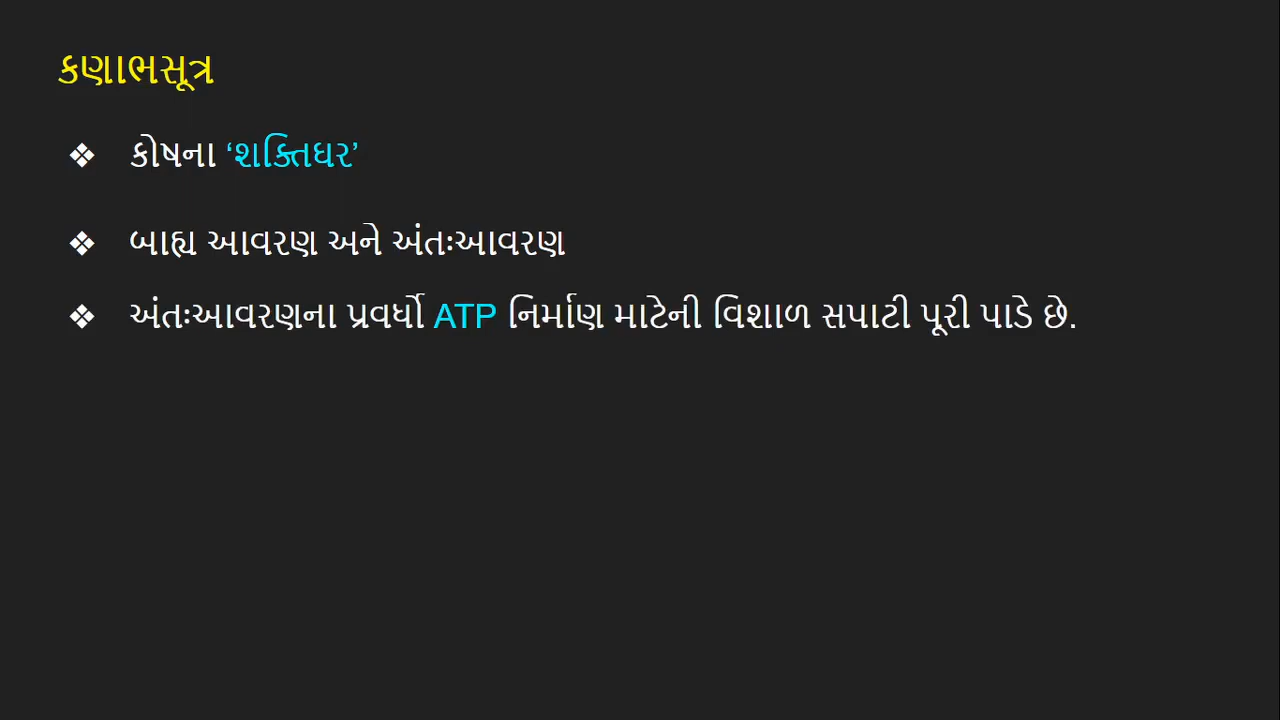 કણાભસૂત્ર
❖ કોષના ‘શક્તિઘર’
❖ બાહ્ય આવરણ અને અંતઃઆવરણ
❖ અંતઃઆવરણના પ્રવર્ધો ATP નિર્માણ માટેની વિશાળ સપાટી પૂરી પાડે છે.